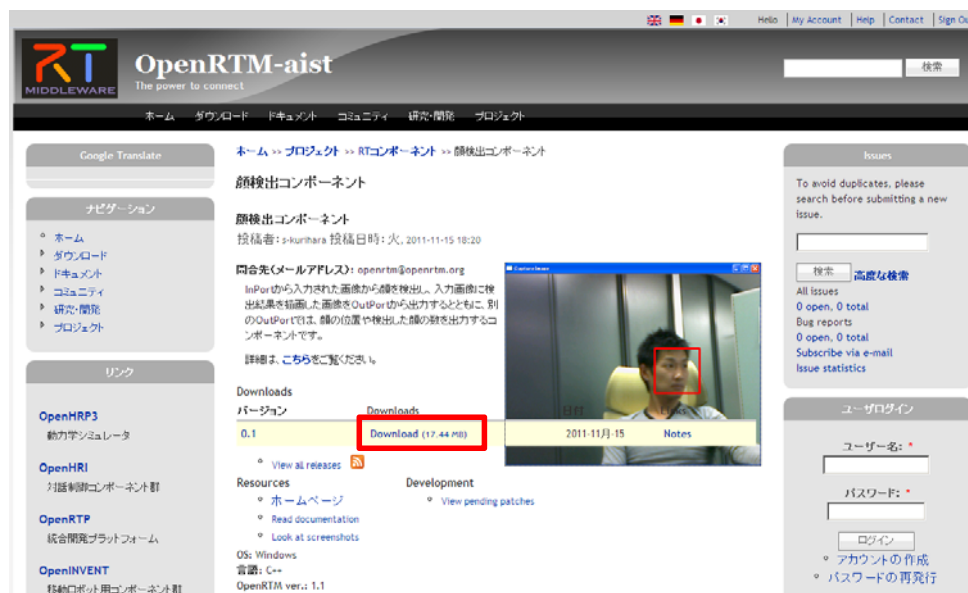 Hello | My Account | Help | Contact | Sign Ou
RT
MIDDLEWARE
OpenRTM-aist
The power to connect
検索
ホーム ダウンロード ドキュメント コミュニティ 研究・開発 プロジェクト
Google Translate
ナビゲーション
ホーム
ダウンロード
ドキュメント
コミュニティ
研究・開発
プロジェクト
リンク
OpenHRP3
動力学シミュレータ
OpenHRI
対話制御コンポーネント群
OpenRTP
統合開発プラットフォーム
OpenINVENT
移動ロボット用コンポーネント群
ホーム >> プロジェクト >> RTコンポーネント >> 顔検出コンポーネント
顔検出コンポーネント
顔検出コンポーネント
投稿者: s-kurihara 投稿日時: 火, 2011-11-15 18:20
問合先(メールアドレス): openrtm@openrtm.org
InPortから入力された画像から顔を検出し、入力画像に検
出結果を描画した画像をOutPortから出力するとともに、別
のOutPortでは、顔の位置や検出した顔の数を出力するコ
ンポーネントです。
詳細は、こちらをご覧ください。
Capture Image
Downloads
バージョン Downloads 日付 Links
0.1 Download (17.44 MB) 2011-11月-15 Notes
View all releases
Resources
ホームページ
Read documentation
Look at screenshots
Development
View pending patches
OS: Windows
言語: C++
OpenRTM ver.: 1.1
Issues
To avoid duplicates, please
search before submitting a new
issue.
検索 高度な検索
All issues
0 open, 0 total
Bug reports
0 open, 0 total
Subscribe via e-mail
Issue statistics
ユーザログイン
ユーザー名: *
パスワード: *
ログイン
アカウントの作成
パスワードの再発行